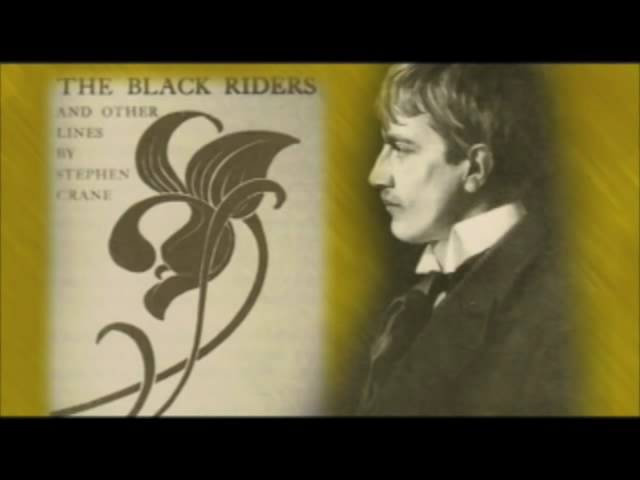 THE BLACK RIDERS
AND OTHER
LINES
BY
STEPHEN
CRANE